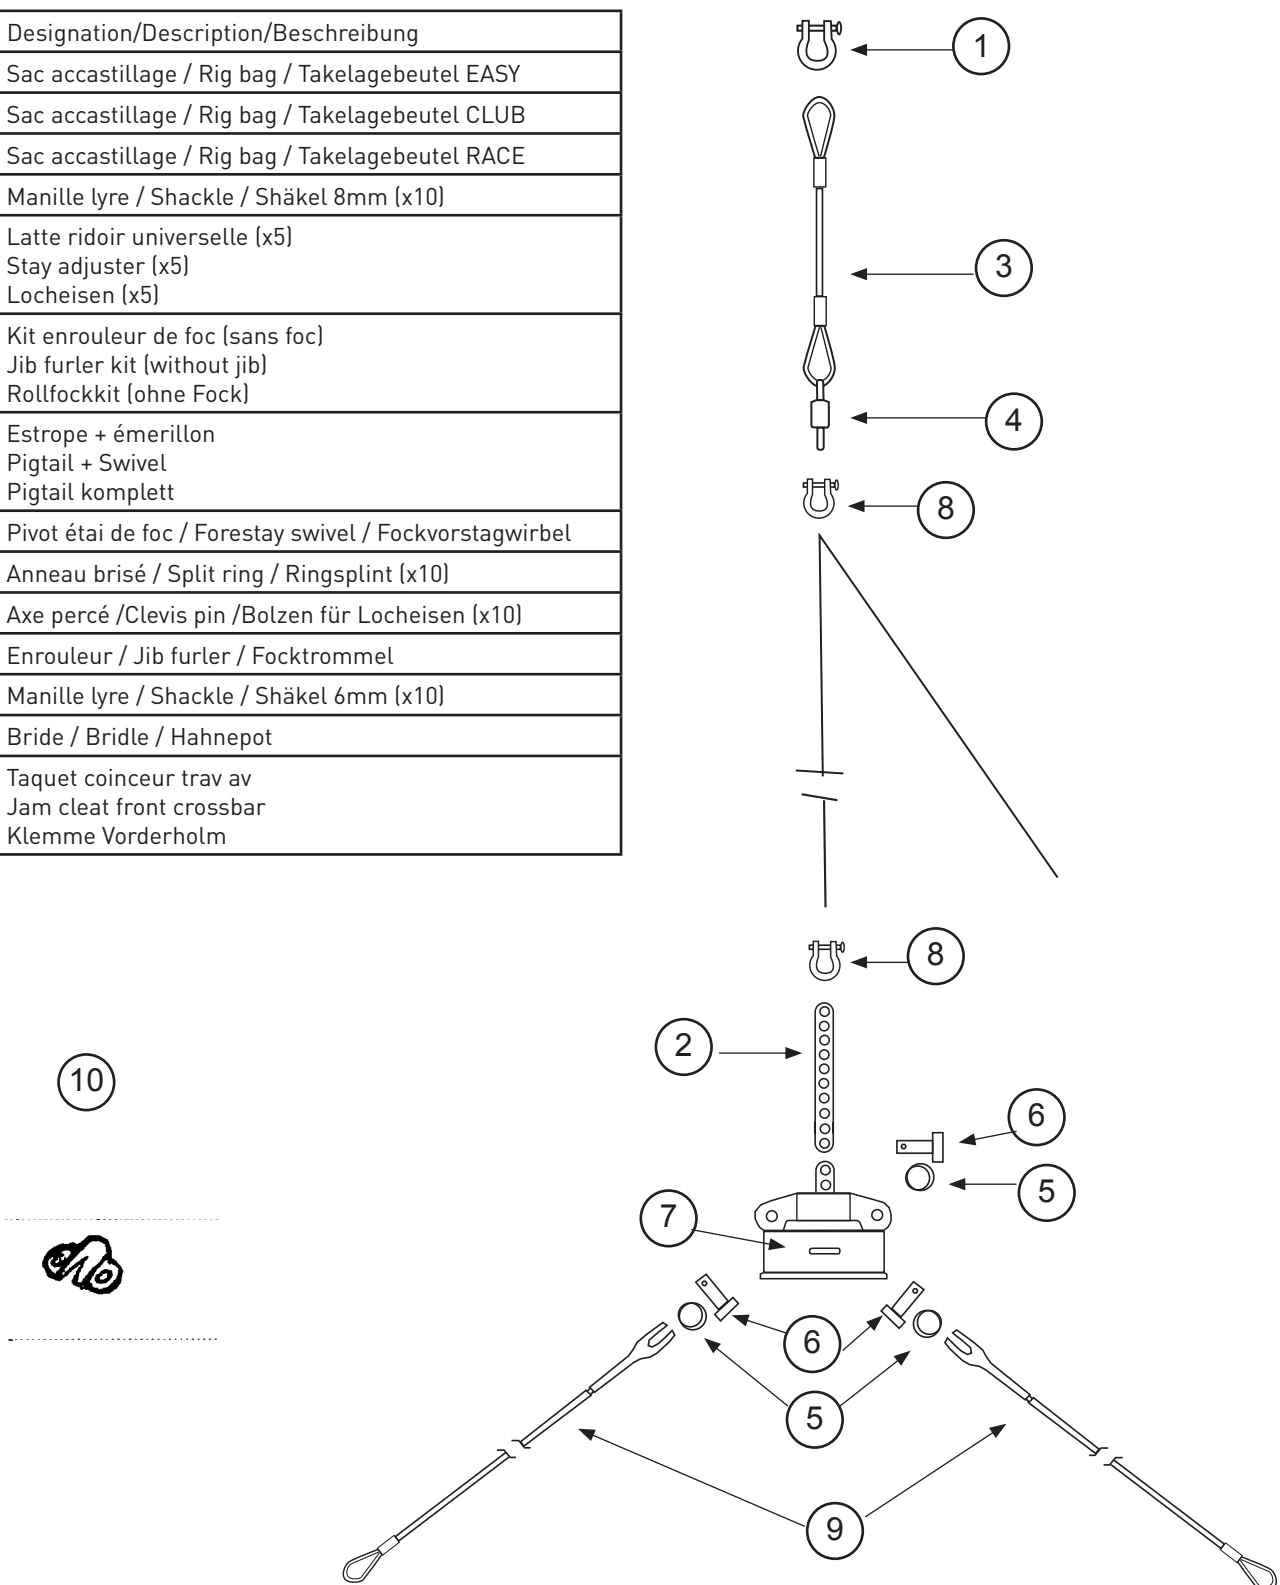 Designation/Description/Beschreibung
Sac accastillage / Rig bag / Takelagebeutel EASY
Sac accastillage / Rig bag / Takelagebeutel CLUB
Sac accastillage / Rig bag / Takelagebeutel RACE
Manille lyre / Shackle / Shäkel 8mm (x10)
Latte ridoir universelle (x5)
Stay adjuster (x5)
Locheisen (x5)
Kit enrouleur de foc (sans foc)
Jib furler kit (without jib)
Rollfockkit (ohne Fock)
Estrope + émerillon
Pigtail + Swivel
Pigtail komplett
Pivot étai de foc / Forestay swivel / Fockvorstagwirbel
Anneau brisé / Split ring / Ringsplint (x10)
Axe percé /Clevis pin /Bolzen für Locheisen (x10)
Enrouleur / Jib furler / Focktrommel
Manille lyre / Shackle / Shäkel 6mm (x10)
Bride / Bridle / Hahnepot
Taquet coinceur trav av
Jam cleat front crossbar
Klemme Vorderholm
1
3
4
8
8
2
10
6
5
7
6
5
9